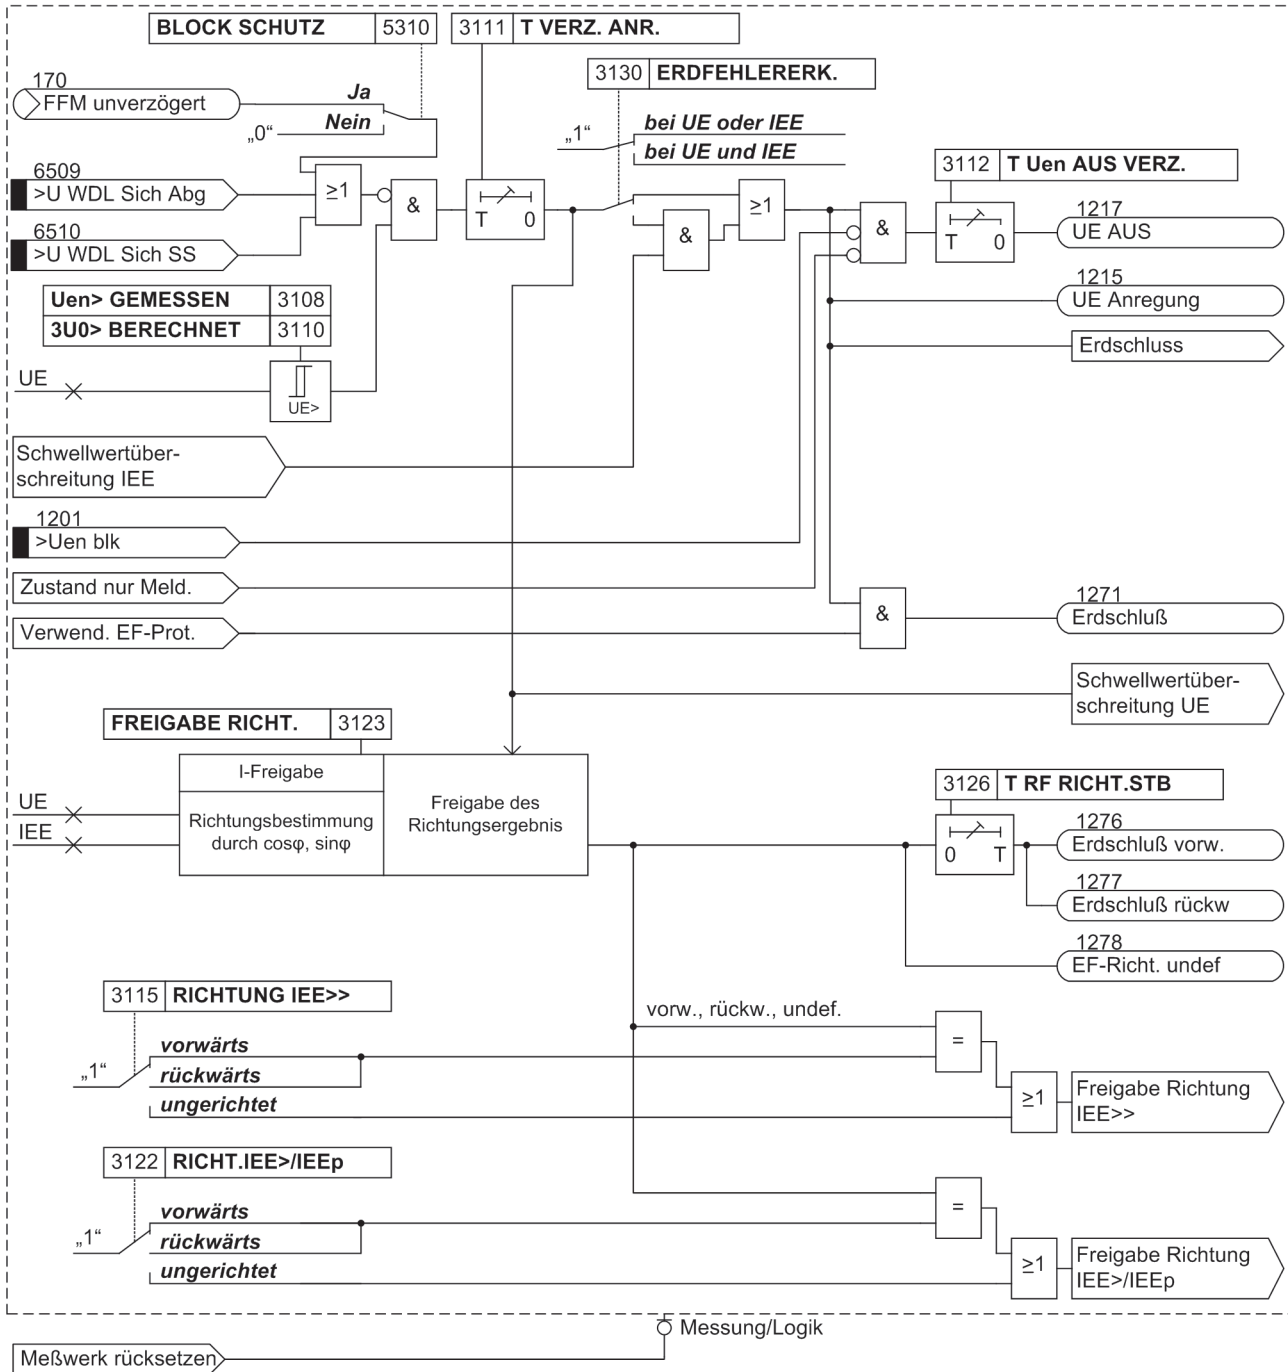 BLOCK SCHUTZ 5310
3111 T VERZ. ANR.
3130 ERDFEHLERERK.
170
FFM unverzögert
Ja
„0“ Nein
„1“ bei UE oder IEE
bei UE und IEE
3112 T Uen AUS VERZ.
6509
>U WDL Sich Abg
≥1
&
T 0
&
≥1
&
T 0
1217
UE AUS
6510
>U WDL Sich SS
1215
UE Anregung
Uen> GEMESSEN 3108
3U0> BERECHNET 3110
Erdschluss
UE
UE>
Schwellwertüber-
schreitung IEE
1201
>Uen blk
Zustand nur Meld.
Verwend. EF-Prot.
&
1271
Erdschluß
Schwellwertüber-
schreitung UE
FREIGABE RICHT. 3123
I-Freigabe
UE
IEE
Richtungsbestimmung
durch cosφ, sinφ
Freigabe des
Richtungsergebnis
3126 T RF RICHT.STB
0 T
1276
Erdschluß vorw.
1277
Erdschluß rückw
1278
EF-Richt. undef
3115 RICHTUNG IEE>>
vorw., rückw., undef.
„1“
vorwärts
rückwärts
ungerichtet
=
≥1
Freigabe Richtung
IEE>>
3122 RICHT.IEE>/IEEp
„1“
vorwärts
rückwärts
ungerichtet
=
≥1
Freigabe Richtung
IEE>/IEEp
Messung/Logik
Meßwerk rücksetzen